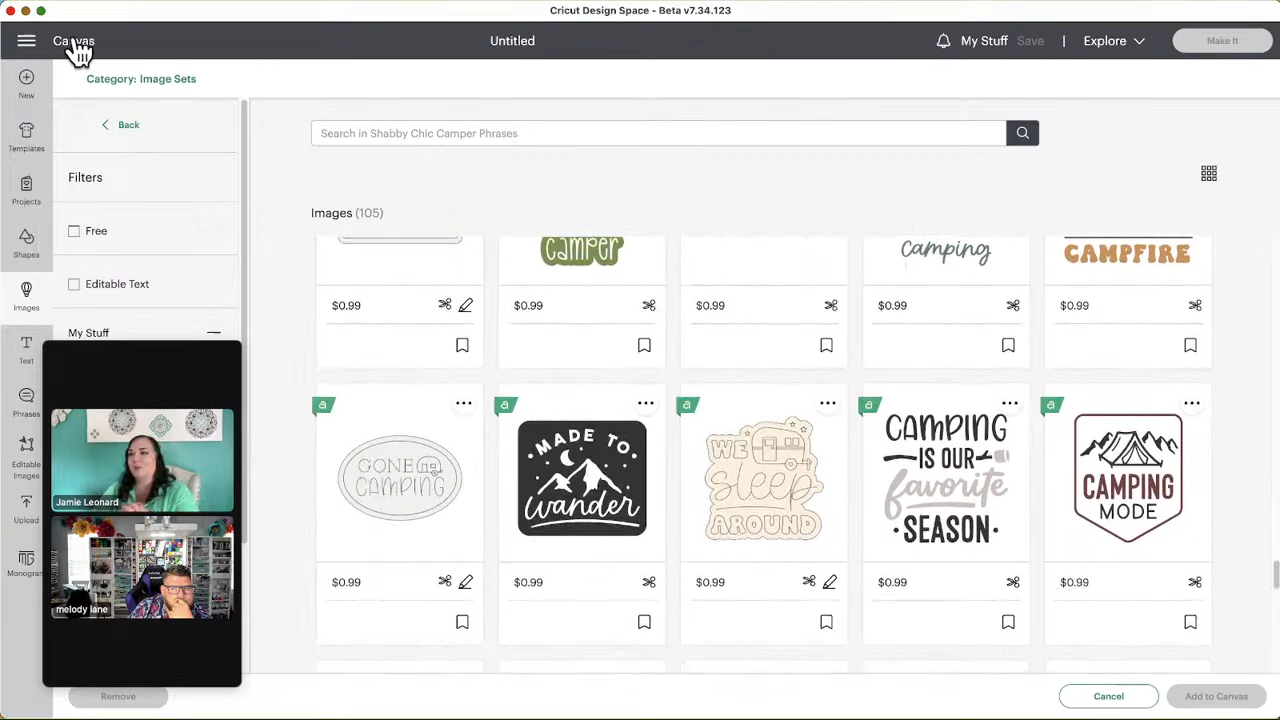 Cricut Design Space - Beta v7.34.123
Canvas
Untitled
My Stuff
Save
|
Explore
Make It
Category: Image Sets
New
Templates
Projects
Shapes
Images
Text
Phrases
Editable
Images
Upload
Monogram
Back
Filters
Free
Editable Text
My Stuff
Jamie Leonard
melody lane
Remove
Search in Shabby Chic Camper Phrases
Images (105)
camper
camping
CAMPFIRE
$0.99
$0.99
$0.99
$0.99
$0.99
a
a
a
a
a
GONE
CAMPING
MADE TO
wander
WE
Sleep
AROUND
CAMPING
IS OUR
favorite
SEASON
CAMPING
MODE
$0.99
$0.99
$0.99
$0.99
$0.99
Cancel
Add to Canvas